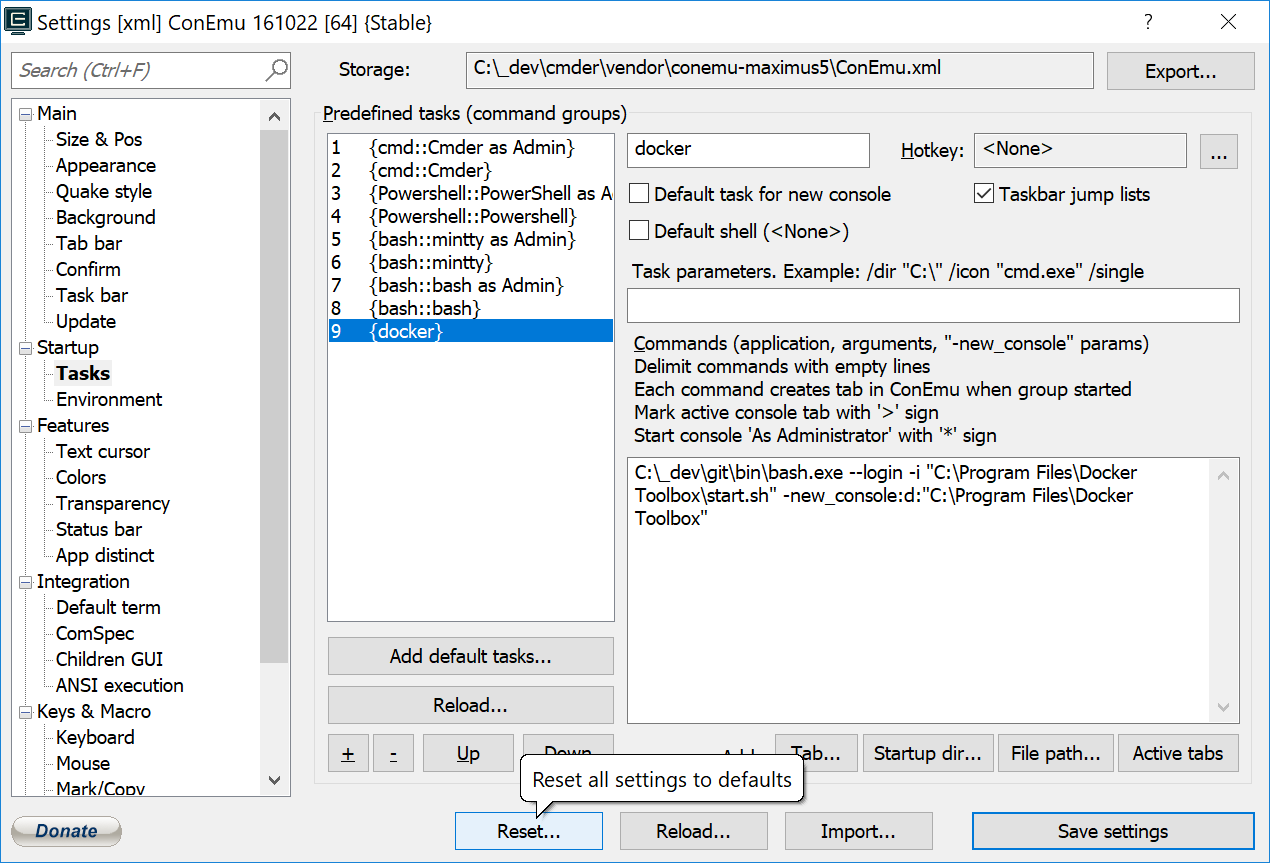 Settings [xml] ConEmu 161022 [64] {Stable}
?
Search (Ctrl+F)
Storage:
C:\_dev\cmder\vendor\conemu-maximus5\ConEmu.xml
Export...
Main
Size & Pos
Appearance
Quake style
Background
Tab bar
Confirm
Task bar
Update
Startup
Tasks
Environment
Features
Text cursor
Colors
Transparency
Status bar
App distinct
Integration
Default term
ComSpec
Children GUI
ANSI execution
Keys & Macro
Keyboard
Mouse
Mark/Copy
Donate
Predefined tasks (command groups)
1 {cmd::Cmder as Admin}
2 {cmd::Cmder}
3 {Powershell::PowerShell as A
4 {Powershell::Powershell}
5 {bash::mintty as Admin}
6 {bash::mintty}
7 {bash::bash as Admin}
8 {bash::bash}
9 {docker}
Add default tasks...
Reload...
+ - Up Down
docker
Hotkey: <None> ...
Default task for new console
Taskbar jump lists
Default shell (<None>)
Task parameters. Example: /dir "C:\" /icon "cmd.exe" /single
Commands (application, arguments, "-new_console" params)
Delimit commands with empty lines
Each command creates tab in ConEmu when group started
Mark active console tab with '>' sign
Start console 'As Administrator' with '*' sign
C:\_dev\git\bin\bash.exe --login -i "C:\Program Files\Docker
Toolbox\start.sh" -new_console:d:"C:\Program Files\Docker
Toolbox"
Tab... Startup dir... File path... Active tabs
Reset all settings to defaults
Reset... Reload... Import... Save settings